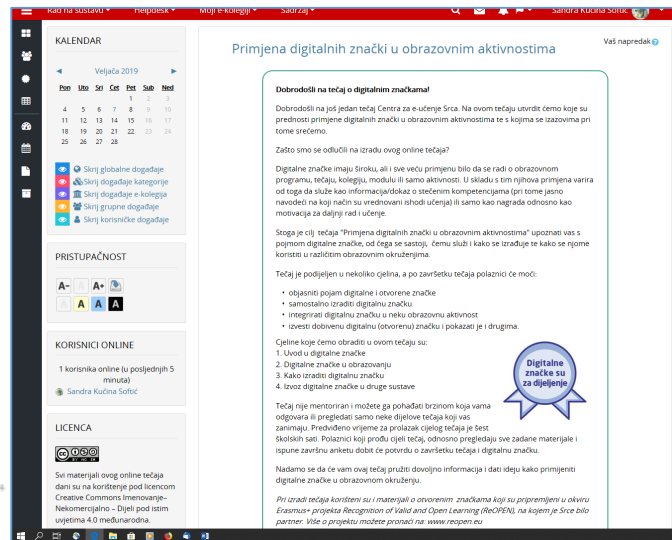 Rad na sustavu
Helpdesk
Moji e-kolegiji
Sadržaj
Sandra Kučina Softić
KALENDAR
◄ Veljača 2019 ►
Pon Uto Sri Čet Pet Sub Ned
1 2 3
4 5 6 7 8 9 10
11 12 13 14 15 16 17
18 19 20 21 22 23 24
25 26 27 28
Skrij globalne događaje
Skrij događaje kategorije
Skrij događaje e-kolegija
Skrij grupne događaje
Skrij korisničke događaje
PRISTUPAČNOST
A- A A+
A A A A
KORISNICI ONLINE
1 korisnika online (u posljednjih 5
minuta)
Sandra Kučina Softić
LICENCA
CC BY NC SA
Svi materijali ovog online tečaja
dani su na korištenje pod licencom
Creative Commons Imenovanje–
Nekomercijalno – Dijeli pod istim
uvjetima 4.0 međunarodna.
Primjena digitalnih znački u obrazovnim aktivnostima
Vaš napredak
Dobrodošli na tečaj o digitalnim značkama!
Dobrodošli na još jedan tečaj Centra za e-učenje Srca. Na ovom tečaju utvrdit ćemo koje su
prednosti primjene digitalnih znački u obrazovnim aktivnostima te s kojima se izazovima pri
tome srećemo.
Zašto smo se odlučili na izradu ovog online tečaja?
Digitalne značke imaju široku, ali i sve veću primjenu bilo da se radi o obrazovnom
programu, tečaju, kolegiju, modulu ili samo aktivnosti. U skladu s tim njihova primjena varira
od toga da služe kao informacija/dokaz o stečenim kompetencijama (pri tome jasno
navodeći na koji način su vrednovani ishodi učenja) ili samo kao nagrada odnosno kao
motivacija za daljnji rad i učenje.
Stoga je cilj tečaja "Primjena digitalnih znački u obrazovnim aktivnostima" upoznati vas s
pojmom digitalne značke, od čega se sastoji, čemu služi i kako se izrađuje te kako se njome
koristiti u različitim obrazovnim okruženjima.
Tečaj je podijeljen u nekoliko cjelina, a po završetku tečaja polaznici će moći:
• objasniti pojam digitalne i otvorene značke
• samostalno izraditi digitalnu značku
• integrirati digitalnu značku u neku obrazovnu aktivnost
• izvesti dobivenu digitalnu (otvorenu) značku i pokazati je i drugima.
Cjeline koje ćemo obraditi u ovom tečaju su:
1. Uvod u digitalne značke
2. Digitalne značke u obrazovanju
3. Kako izraditi digitalnu značku
4. Izvoz digitalne značke u druge sustave
Digitalne
značke su
za dijeljenje
Tečaj nije mentoriran i možete ga pohađati brzinom koja vama
odgovara ili pregledati samo neke dijelove tečaja koji vas
zanimaju. Predviđeno vrijeme za prolazak cijelog tečaja je šest
školskih sati. Polaznici koji prođu cijeli tečaj, odnosno pregledaju sve zadane materijale i
ispune završnu anketu dobit će potvrdu o završetku tečaja i digitalnu značku.
Nadamo se da će vam ovaj tečaj pružiti dovoljno informacija i dati ideju kako primijeniti
digitalne značke u obrazovnom okruženju.
Pri izradi tečaja korišteni su i materijali o otvorenim značkama koji su pripremljeni u okviru
Erasmus+ projekta Recognition of Valid and Open Learning (ReOPEN), na kojem je Srce bilo
partner. Više o projektu možete pronaći na: www.reopen.eu